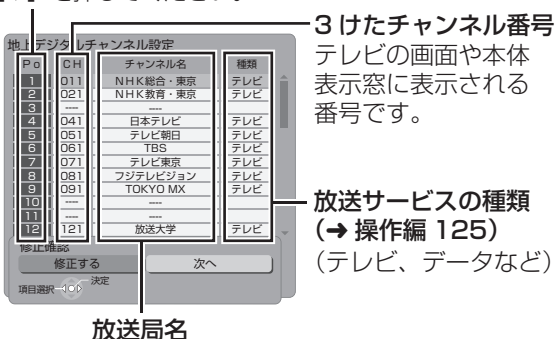 3けたチャンネル番号
テレビの画面や本体
表示窓に表示される
番号です。
地上デジタルチャンネル設定
Po CH チャンネル名 種類
1 011 NHK総合・東京 テレビ
2 021 NHK教育・東京 テレビ
3 ---- ----
4 041 日本テレビ テレビ
5 051 テレビ朝日 テレビ
6 061 TBS テレビ
7 071 テレビ東京 テレビ
8 081 フジテレビジョン テレビ
9 091 TOKYO MX テレビ
10 ---- ----
11 ---- ----
12 121 放送大学 テレビ
修正確認
修正する 次へ
項目選択 決定
放送サービスの種類
(➔ 操作編 125)
(テレビ、データなど)
放送局名